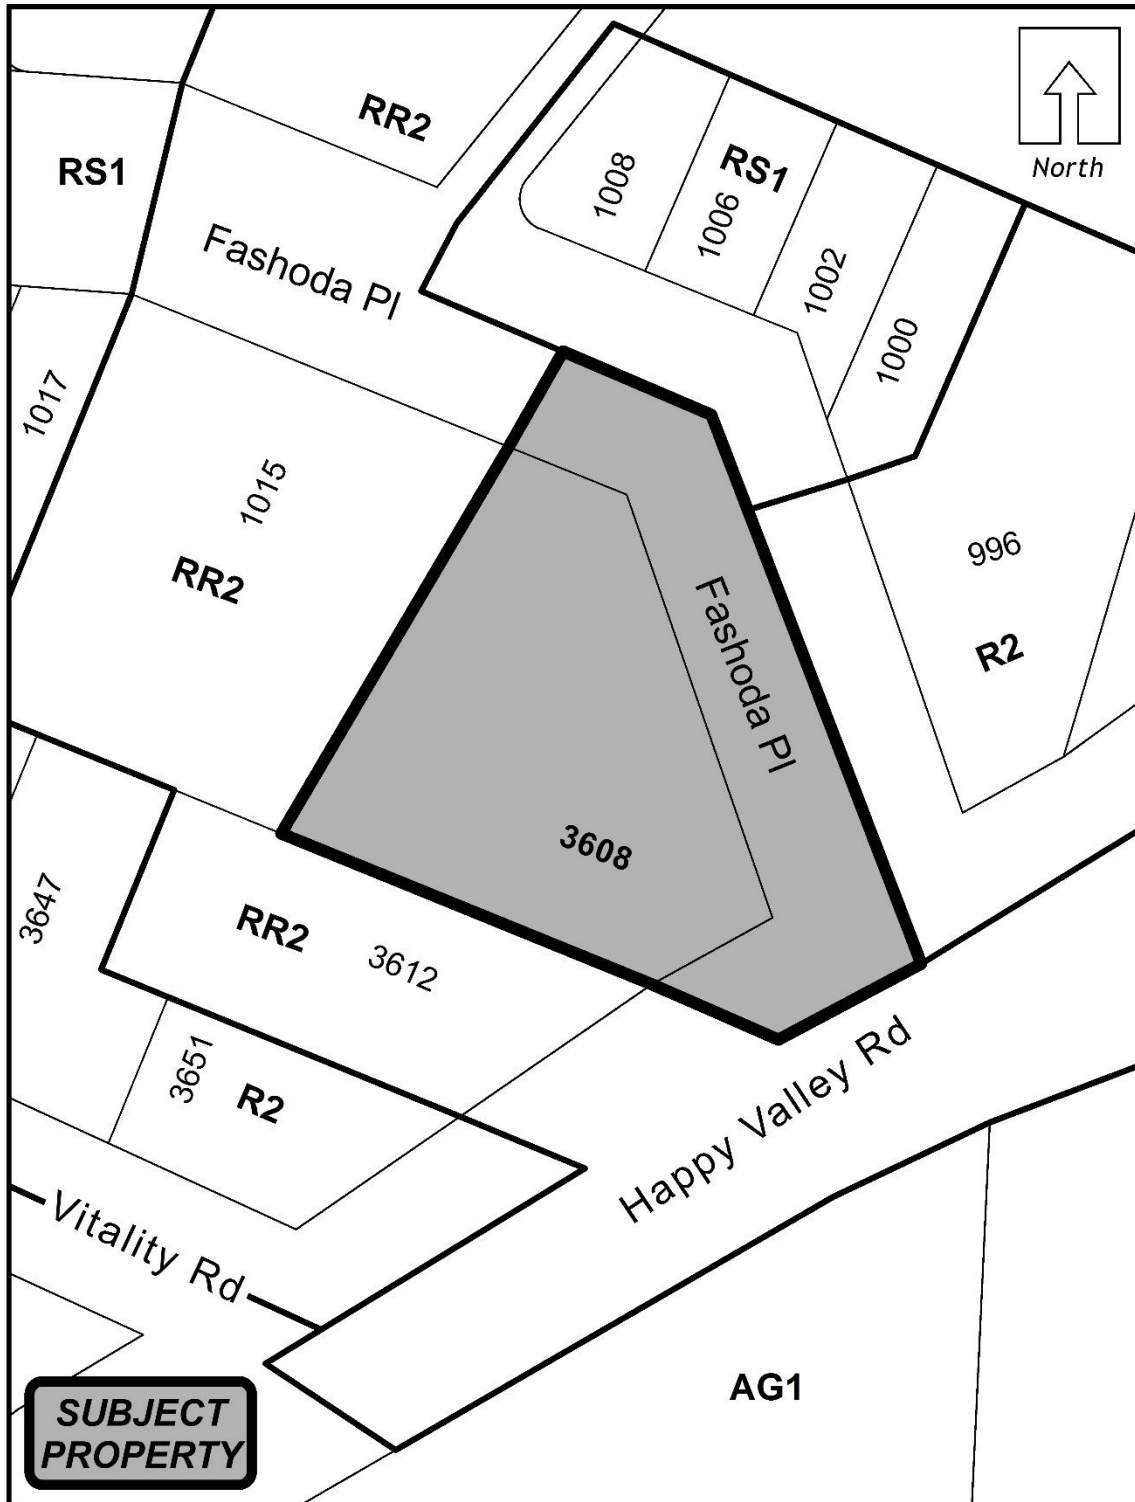 RR2
RS1
North
RS1
1008
1006
Fashoda Pl
1002
1000
1017
1015
996
RR2
Fashoda Pl
R2
3608
3647
RR2
3612
3651
R2
Happy Valley Rd
Vitality Rd
AG1
SUBJECT
PROPERTY